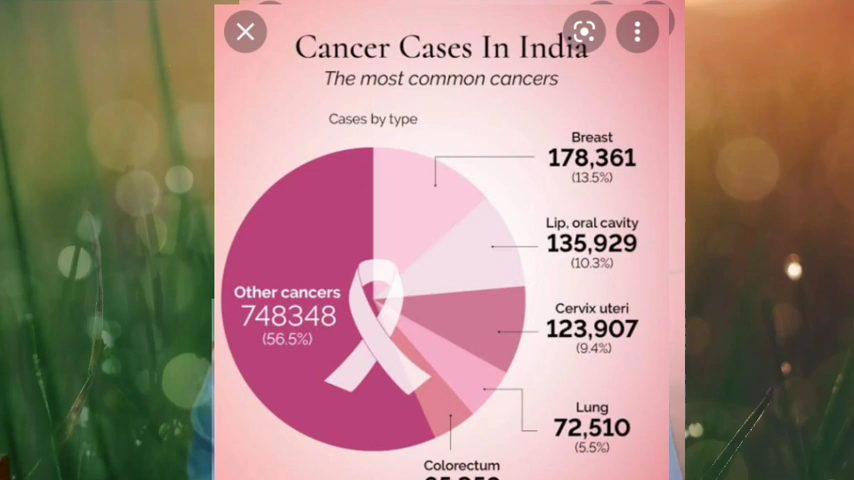 Cancer Cases In India
The most common cancers
Cases by type
Breast
178,361
(13.5%)
Lip, oral cavity
135,929
(10.3%)
Cervix uteri
123,907
(9.4%)
Lung
72,510
(5.5%)
Colorectum
Other cancers
748348
(56.5%)